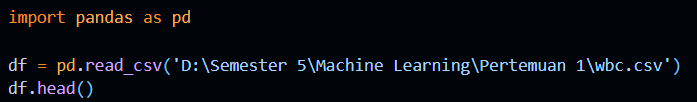 import pandas as pd
df = pd.read_csv('D:\Semester 5\Machine Learning\Pertemuan 1\wbc.csv')
df.head()